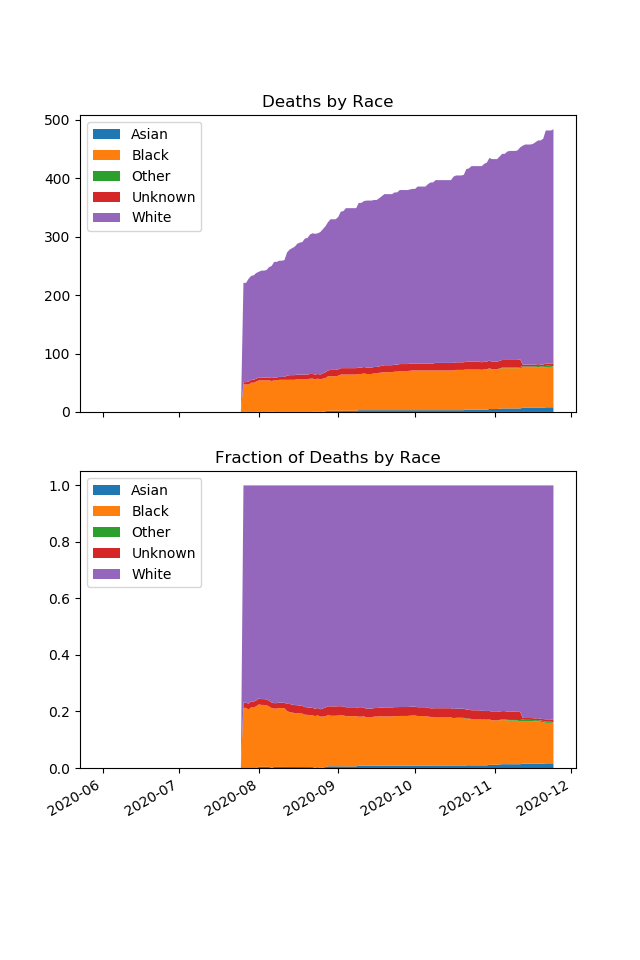 Deaths by Race
500
400
300
200
100
0
Asian
Black
Other
Unknown
White
Fraction of Deaths by Race
1.0
0.8
0.6
0.4
0.2
0.0
Asian
Black
Other
Unknown
White
2020-06
2020-07
2020-08
2020-09
2020-10
2020-11
2020-12